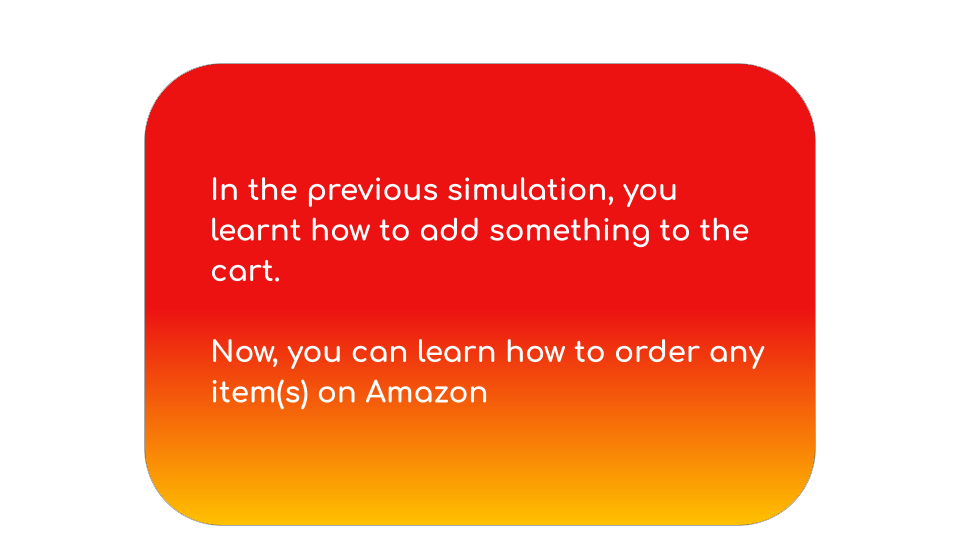 In the previous simulation, you
learnt how to add something to the
cart.
Now, you can learn how to order any
item(s) on Amazon